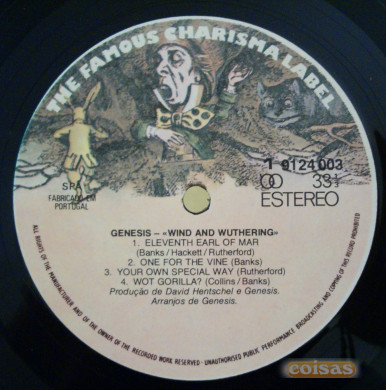 THE FAMOUS CHARISMA LABEL
1 9124 003
SPA
33⅓
FABRICADO EM
PORTUGAL
ESTEREO
GENESIS – «WIND AND WUTHERING»
1. ELEVENTH EARL OF MAR
(Banks / Hackett / Rutherford)
2. ONE FOR THE VINE (Banks)
3. YOUR OWN SPECIAL WAY (Rutherford)
4. WOT GORILLA? (Collins / Banks)
Produção de David Hentschel e Genesis.
Arranjos de Genesis.
ALL RIGHTS OF THE MANUFACTURER AND OF THE OWNER OF THE RECORDED WORK RESERVED - UNAUTHORISED PUBLIC PERFORMANCE BROADCASTING AND COPYING OF THIS RECORD PROHIBITED
coisas